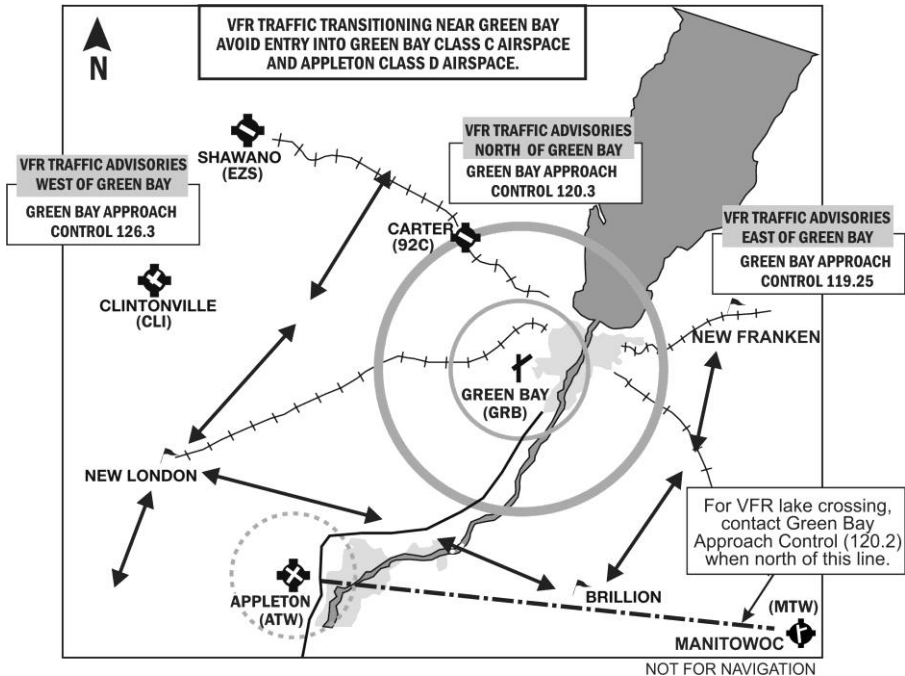 VFR TRAFFIC TRANSITIONING NEAR GREEN BAY
AVOID ENTRY INTO GREEN BAY CLASS C AIRSPACE
AND APPLETON CLASS D AIRSPACE.
N
SHAWANO
(EZS)
VFR TRAFFIC ADVISORIES
NORTH OF GREEN BAY
GREEN BAY APPROACH
CONTROL 120.3
VFR TRAFFIC ADVISORIES
WEST OF GREEN BAY
GREEN BAY APPROACH
CONTROL 126.3
VFR TRAFFIC ADVISORIES
EAST OF GREEN BAY
GREEN BAY APPROACH
CONTROL 119.25
CARTER
(92C)
CLINTONVILLE
(CLI)
NEW FRANKEN
GREEN BAY
(GRB)
NEW LONDON
For VFR lake crossing,
contact Green Bay
Approach Control (120.2)
when north of this line.
APPLETON
(ATW)
BRILLION
(MTW)
MANITOWOC
NOT FOR NAVIGATION